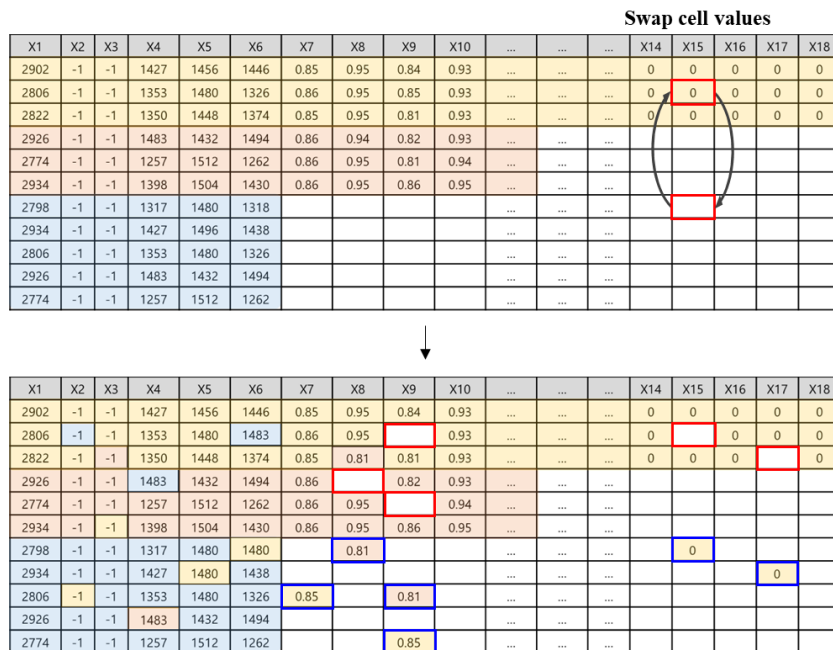 Swap cell values
X1 X2 X3 X4 X5 X6 X7 X8 X9 X10 ... ... ... X14 X15 X16 X17 X18
2902 -1 -1 1427 1456 1446 0.85 0.95 0.84 0.93 ... ... ... 0 0 0 0 0
2806 -1 -1 1353 1480 1326 0.86 0.95 0.85 0.93 ... ... ... 0 0 0 0 0
2822 -1 -1 1350 1448 1374 0.85 0.95 0.81 0.93 ... ... ... 0 0 0 0 0
2926 -1 -1 1483 1432 1494 0.86 0.94 0.82 0.93 ... ... ...
2774 -1 -1 1257 1512 1262 0.86 0.95 0.81 0.94 ... ... ...
2934 -1 -1 1398 1504 1430 0.86 0.95 0.86 0.95 ... ... ...
2798 -1 -1 1317 1480 1318 ... ... ...
2934 -1 -1 1427 1496 1438 ... ... ...
2806 -1 -1 1353 1480 1326 ... ... ...
2926 -1 -1 1483 1432 1494 ... ... ...
2774 -1 -1 1257 1512 1262 ... ... ...
X1 X2 X3 X4 X5 X6 X7 X8 X9 X10 ... ... ... X14 X15 X16 X17 X18
2902 -1 -1 1427 1456 1446 0.85 0.95 0.84 0.93 ... ... ... 0 0 0 0 0
2806 -1 -1 1353 1480 1483 0.86 0.95 0.93 ... ... ... 0 0 0 0
2822 -1 -1 1350 1448 1374 0.85 0.81 0.81 0.93 ... ... ... 0 0 0 0
2926 -1 -1 1483 1432 1494 0.86 0.82 0.93 ... ... ...
2774 -1 -1 1257 1512 1262 0.86 0.95 0.94 ... ... ...
2934 -1 -1 1398 1504 1430 0.86 0.95 0.86 0.95 ... ... ...
2798 -1 -1 1317 1480 1480 0.81 ... ... ... 0
2934 -1 -1 1427 1480 1438 ... ... ... 0
2806 -1 -1 1353 1480 1326 0.85 0.81 ... ... ...
2926 -1 -1 1483 1432 1494 ... ... ...
2774 -1 -1 1257 1512 1262 0.85 ... ... ...